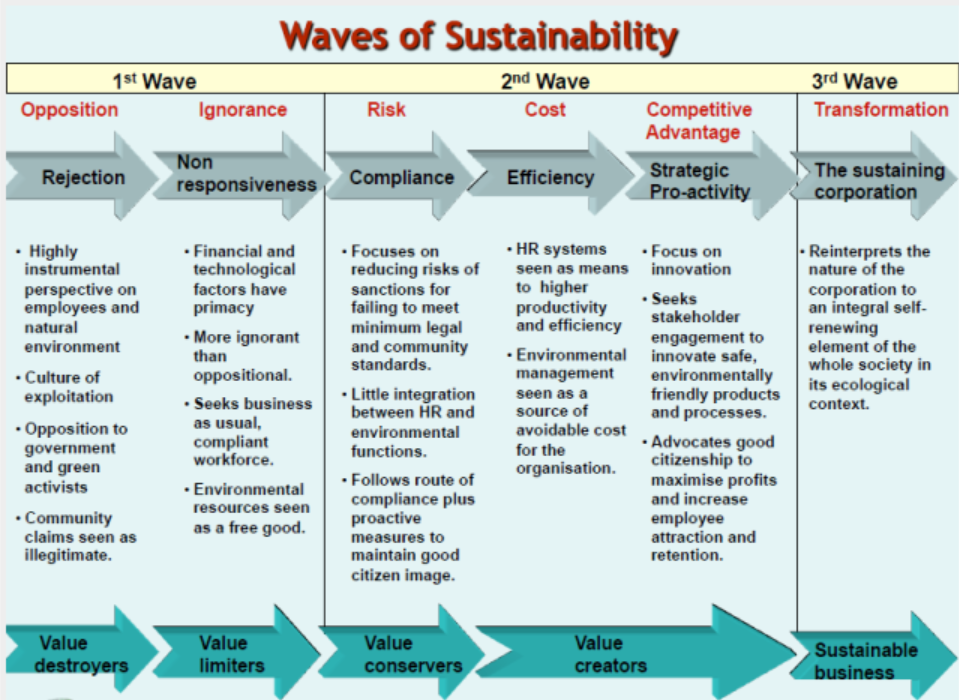 Waves of Sustainability
1st Wave
2nd Wave
3rd Wave
Opposition
Ignorance
Risk
Cost
Competitive
Advantage
Transformation
Rejection
Non
responsiveness
Compliance
Efficiency
Strategic
Pro-activity
The sustaining
corporation
• Highly
instrumental
perspective on
employees and
natural
environment
• Culture of
exploitation
• Opposition to
government
and green
activists
• Community
claims seen as
illegitimate.
• Financial and
technological
factors have
primacy
• More ignorant
than
oppositional.
• Seeks business
as usual,
compliant
workforce.
• Environmental
resources seen
as a free good.
• Focuses on
reducing risks of
sanctions for
failing to meet
minimum legal
and community
standards.
• Little integration
between HR and
environmental
functions.
• Follows route of
compliance plus
proactive
measures to
maintain good
citizen image.
• HR systems
seen as means
to higher
productivity
and efficiency
• Environmental
management
seen as a
source of
avoidable cost
for the
organisation.
• Focus on
innovation
• Seeks
stakeholder
engagement to
innovate safe,
environmentally
friendly products
and processes.
• Advocates good
citizenship to
maximise profits
and increase
employee
attraction and
retention.
• Reinterprets the
nature of the
corporation to
an integral self-
renewing
element of the
whole society in
its ecological
context.
Value
destroyers
Value
limiters
Value
conservers
Value
creators
Sustainable
business